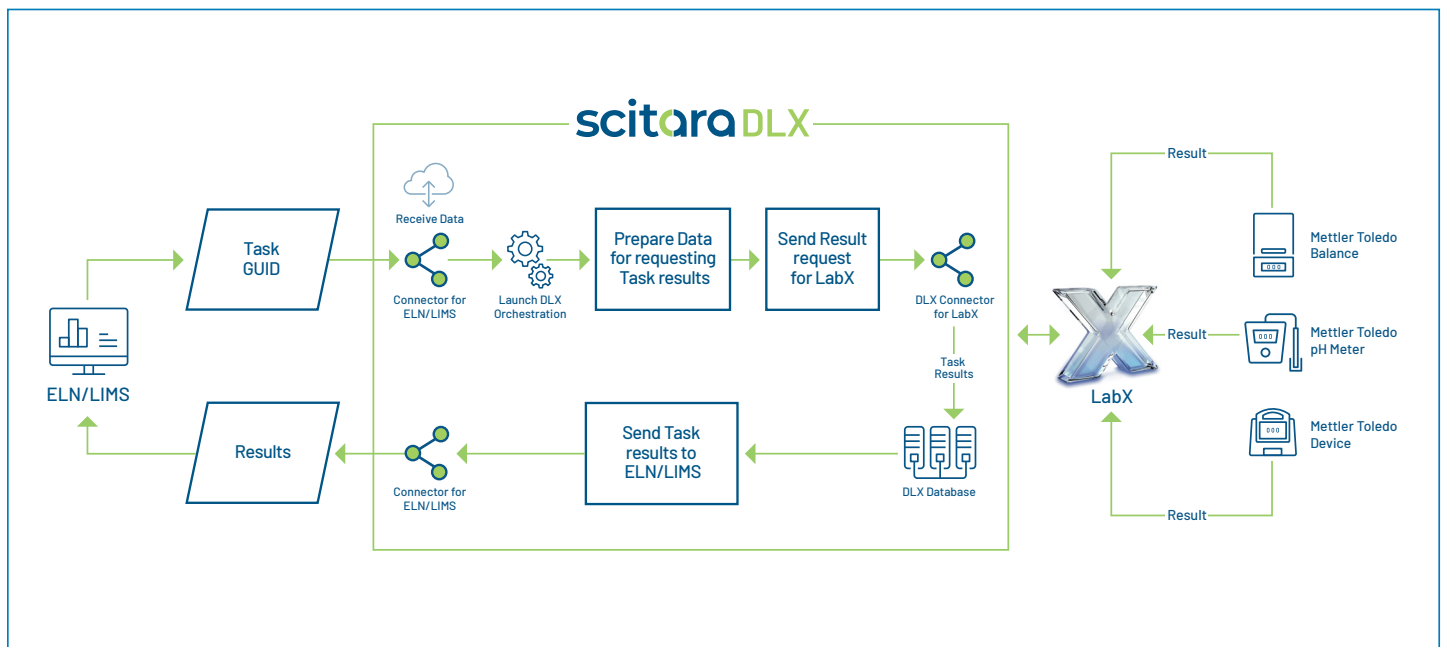 scitara DLX
Receive Data
Task
GUID
Connector for
ELN/LIMS
Launch DLX
Orchestration
Prepare Data
for requesting
Task results
Send Result
request
for LabX
DLX Connector
for LabX
Task
Results
DLX Database
Send Task
results to
ELN/LIMS
Connector for
ELN/LIMS
Results
ELN/LIMS
LabX
Result
Mettler Toledo
Balance
000
Result
Mettler Toledo
pH Meter
000
Result
Mettler Toledo
Device
000